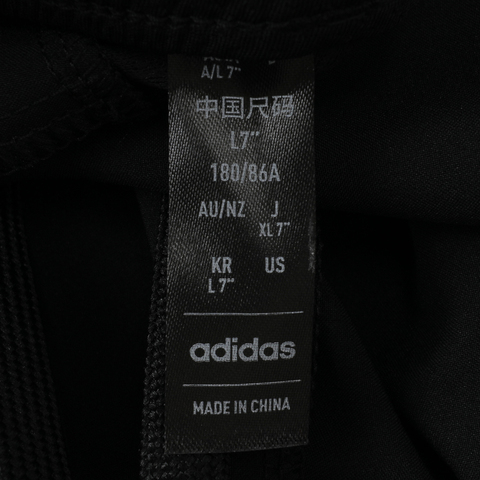 A/L 7"
中国尺码
L7"
180/86A
AU/NZ J
XL 7"
KR US
L 7"
adidas
MADE IN CHINA